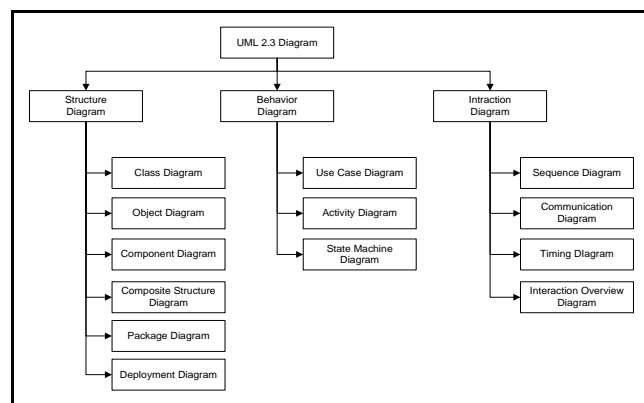 UML 2.3 Diagram
Structure
Diagram
Behavior
Diagram
Intraction
Diagram
Class Diagram
Object Diagram
Component Diagram
Composite Structure
Diagram
Package Diagram
Deployment Diagram
Use Case Diagram
Activity Diagram
State Machine
Diagram
Sequence Diagram
Communication
Diagram
Timing DIagram
Interaction Overview
Diagram